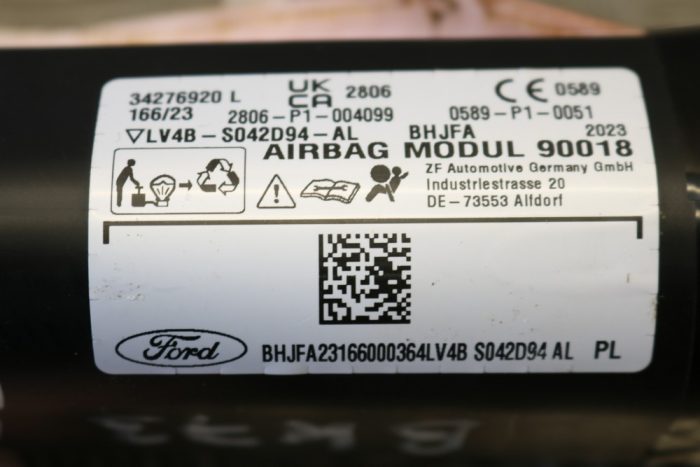 34276920 L UK CA 2806 CE 0589
166/23 2806-P1-004099 0589-P1-0051
▽LV4B-S042D94-AL BHJFA 2023
AIRBAG MODUL 90018
ZF Automotive Germany GmbH
Industriestrasse 20
DE-73553 Alfdorf
Ford BHJFA23166000364LV4B S042D94 AL PL